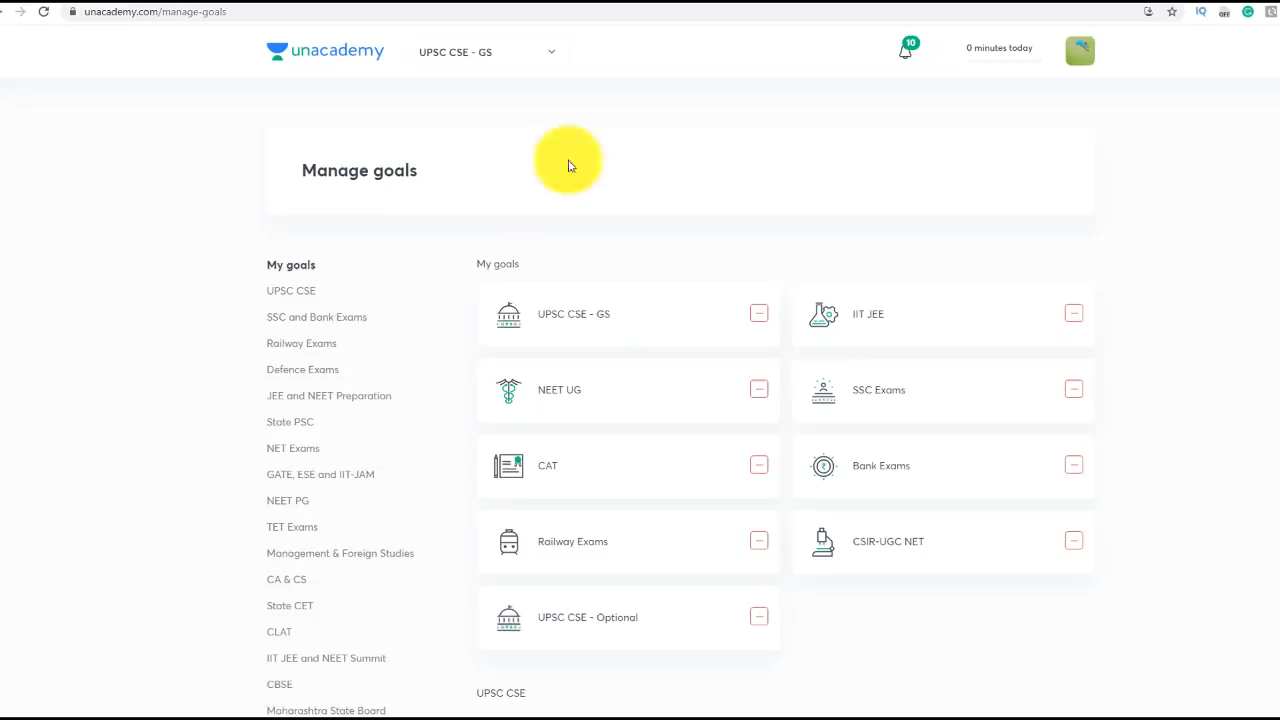 unacademy.com/manage-goals
IQ
OFF
unacademy
UPSC CSE - GS
10
0 minutes today
Manage goals
My goals
UPSC CSE
SSC and Bank Exams
Railway Exams
Defence Exams
JEE and NEET Preparation
State PSC
NET Exams
GATE, ESE and IIT-JAM
NEET PG
TET Exams
Management & Foreign Studies
CA & CS
State CET
CLAT
IIT JEE and NEET Summit
CBSE
Maharashtra State Board
My goals
UPSC
UPSC CSE - GS
IIT JEE
NEET UG
SSC Exams
CAT
Bank Exams
Railway Exams
CSIR-UGC NET
UPSC
UPSC CSE - Optional
UPSC CSE